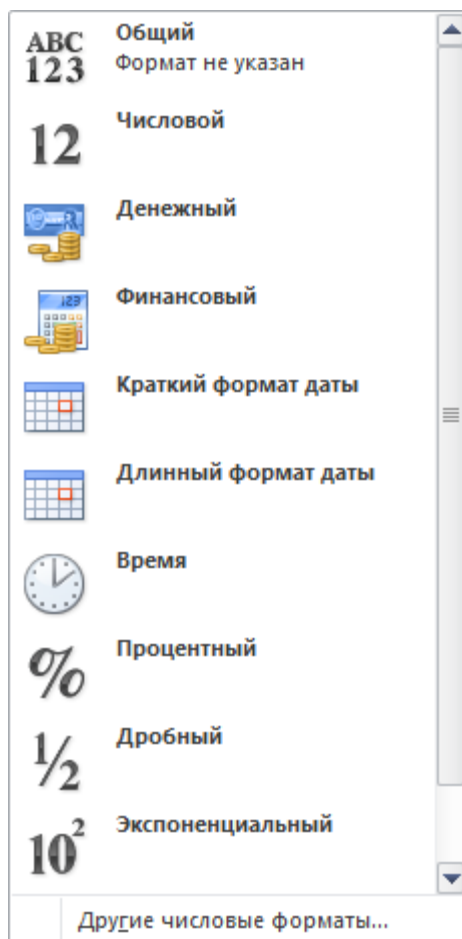 ABC
123
Общий
Формат не указан
12
Числовой
Денежный
123
Финансовый
Краткий формат даты
Длинный формат даты
Время
%
Процентный
½
Дробный
10²
Экспоненциальный
Другие числовые форматы...